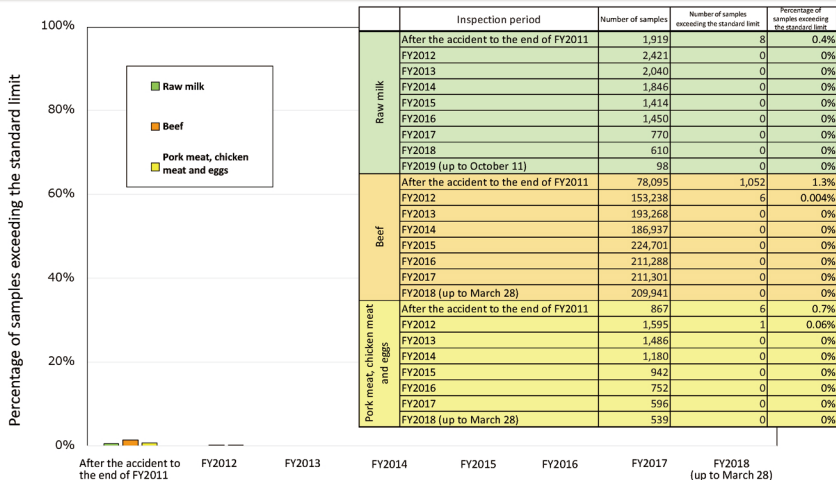 Percentage of samples exceeding the standard limit
100%
80%
60%
40%
20%
0%
Raw milk
Beef
Pork meat, chicken
meat and eggs
After the accident to
the end of FY2011
FY2012
FY2013
FY2014
FY2015
FY2016
FY2017
FY2018
(up to March 28)
Inspection period
Number of samples
Number of samples
exceeding the standard limit
Percentage of
samples exceeding
the standard limit
Raw milk
After the accident to the end of FY2011 1,919 8 0.4%
FY2012 2,421 0 0%
FY2013 2,040 0 0%
FY2014 1,846 0 0%
FY2015 1,414 0 0%
FY2016 1,450 0 0%
FY2017 770 0 0%
FY2018 610 0 0%
FY2019 (up to October 11) 98 0 0%
Beef
After the accident to the end of FY2011 78,095 1,052 1.3%
FY2012 153,238 6 0.004%
FY2013 193,268 0 0%
FY2014 186,937 0 0%
FY2015 224,701 0 0%
FY2016 211,288 0 0%
FY2017 211,301 0 0%
FY2018 (up to March 28) 209,941 0 0%
Pork meat, chicken meat
and eggs
After the accident to the end of FY2011 867 6 0.7%
FY2012 1,595 1 0.06%
FY2013 1,486 0 0%
FY2014 1,180 0 0%
FY2015 942 0 0%
FY2016 752 0 0%
FY2017 596 0 0%
FY2018 (up to March 28) 539 0 0%